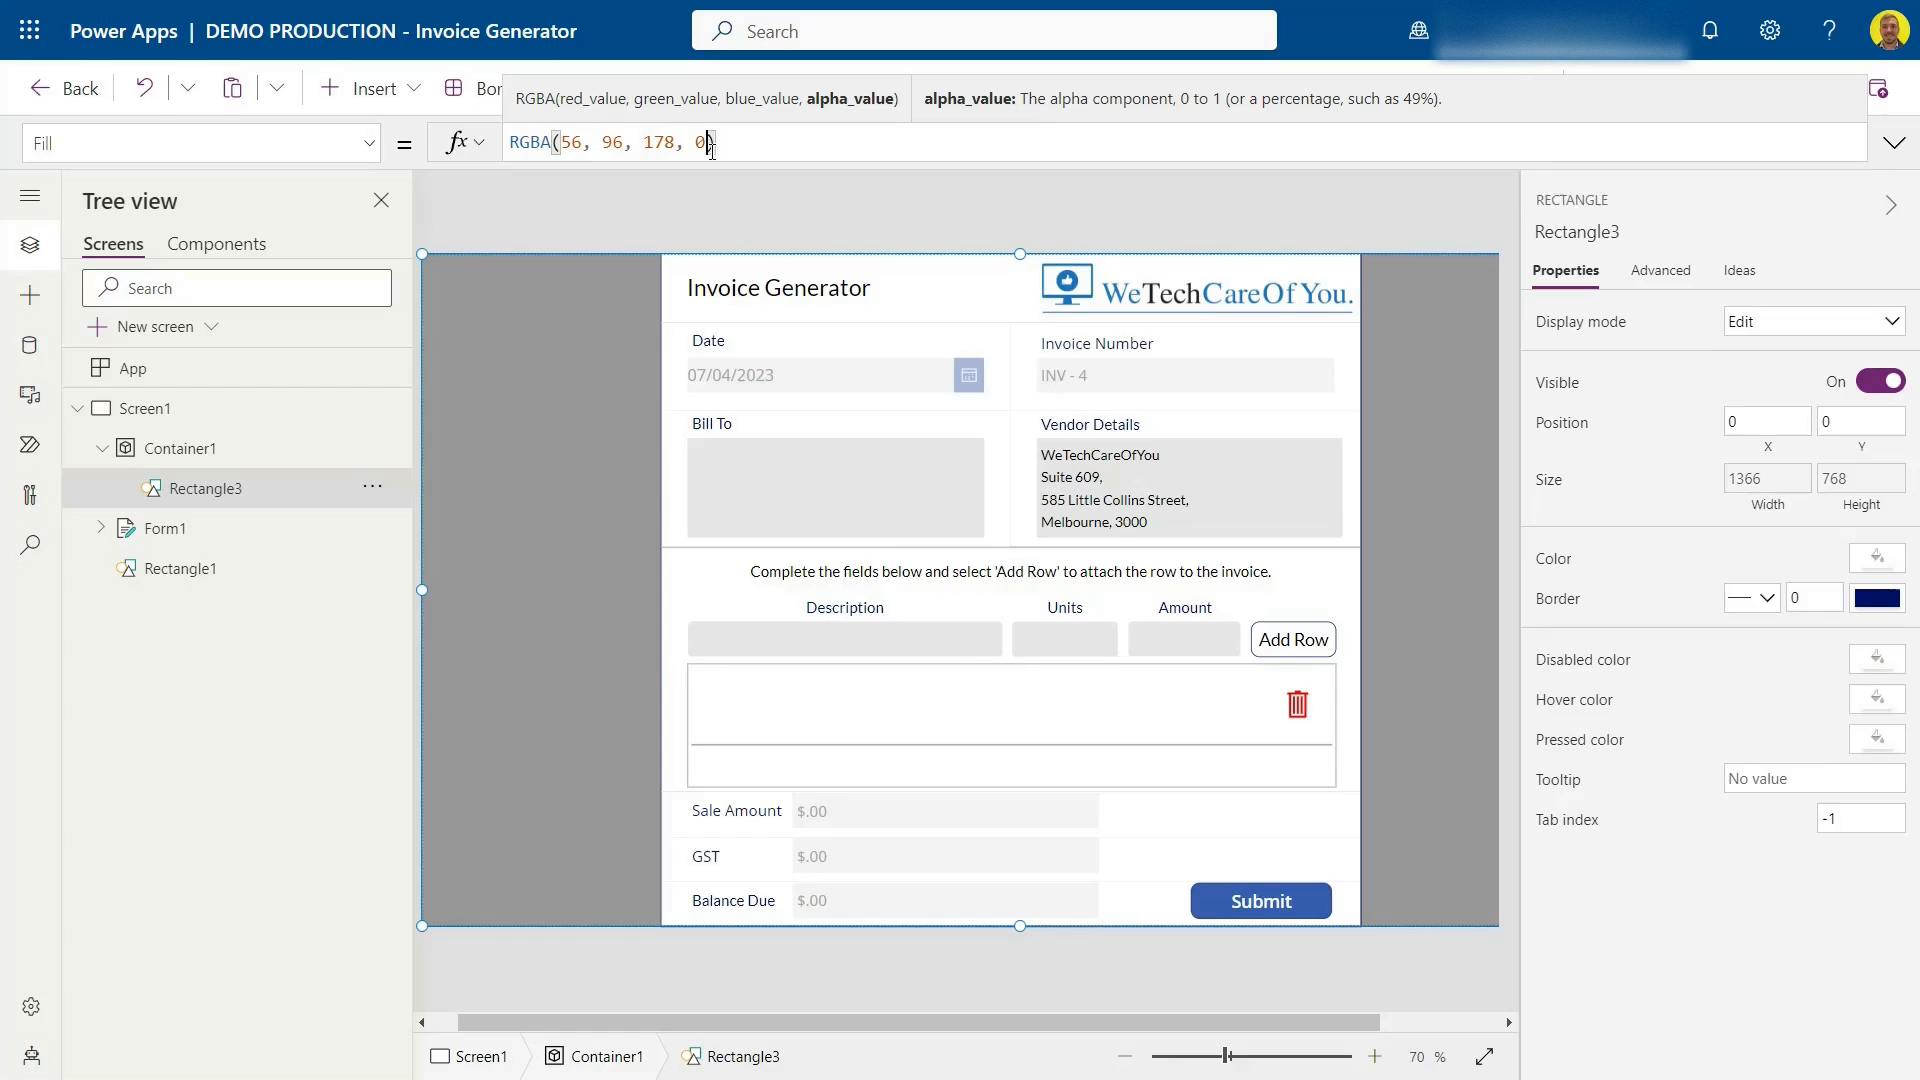 Power Apps | DEMO PRODUCTION - Invoice Generator
Search
Back
Insert
Bor
RGBA(red_value, green_value, blue_value, alpha_value)
alpha_value: The alpha component, 0 to 1 (or a percentage, such as 49%).
Fill
=
fx
RGBA(56, 96, 178, 0)
Tree view
Screens
Components
Search
New screen
App
Screen1
Container1
Rectangle3
...
Form1
Rectangle1
Invoice Generator
WeTechCareOf You.
Date
07/04/2023
Invoice Number
INV - 4
Bill To
Vendor Details
WeTechCareOfYou
Suite 609,
585 Little Collins Street,
Melbourne, 3000
Complete the fields below and select 'Add Row' to attach the row to the invoice.
Description
Units
Amount
Add Row
Sale Amount
$.00
GST
$.00
Balance Due
$.00
Submit
Screen1
Container1
Rectangle3
70 %
RECTANGLE
Rectangle3
Properties
Advanced
Ideas
Display mode
Edit
Visible
On
Position
0
0
X
Y
Size
1366
768
Width
Height
Color
Border
0
Disabled color
Hover color
Pressed color
Tooltip
No value
Tab index
-1